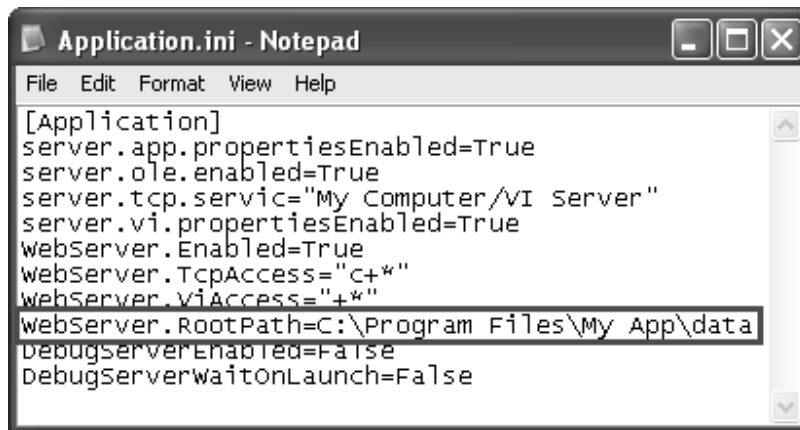 Application.ini - Notepad
File Edit Format View Help
[Application]
server.app.propertiesEnabled=True
server.ole.enabled=True
server.tcp.servic="My Computer/VI Server"
server.vi.propertiesEnabled=True
WebServer.Enabled=True
WebServer.TcpAccess="c+*"
WebServer.ViAccess="+*"
WebServer.RootPath=C:\Program Files\My App\data
DebugServerEnabled=False
DebugServerWaitOnLaunch=False